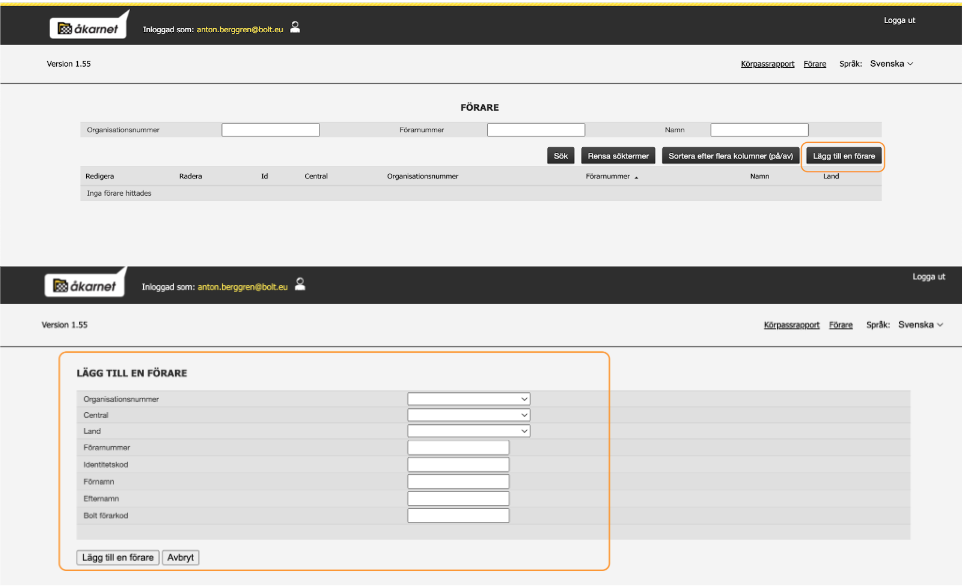 åkarnet
Inloggad som: anton.berggren@bolt.eu
Logga ut
Version 1.55
Körpassrapport Förare Språk: Svenska
FÖRARE
Organisationsnummer Förarnummer Namn
Sök Rensa söktermer Sortera efter flera kolumner (på/av) Lägg till en förare
Redigera Radera Id Central Organisationsnummer Förarnummer Namn Land
Inga förare hittades
åkarnet
Inloggad som: anton.berggren@bolt.eu
Logga ut
Version 1.55
Körpassrapport Förare Språk: Svenska
LÄGG TILL EN FÖRARE
Organisationsnummer
Central
Land
Förarnummer
Identitetskod
Förnamn
Efternamn
Bolt förarkod
Lägg till en förare Avbryt